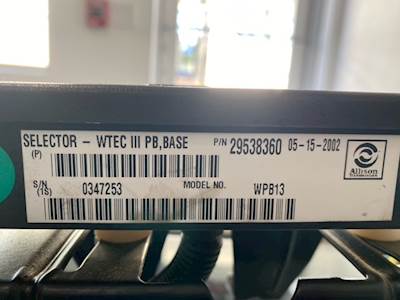 SELECTOR - WTEC III PB,BASE P/N 29538360 05-15-2002
(P)
S/N 0347253 MODEL NO. WPB13
(1S)
Allison